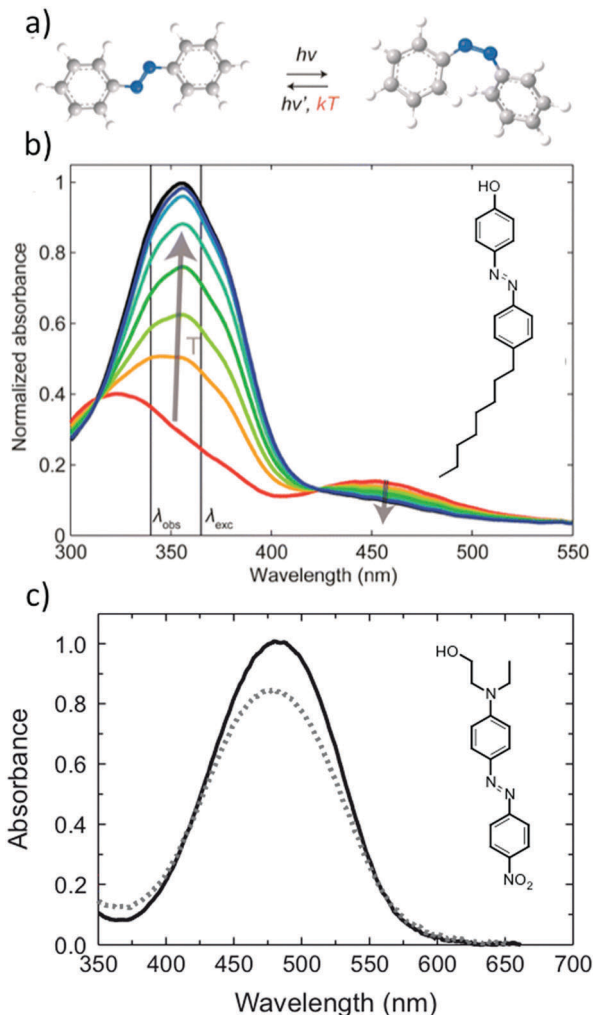 a)
hν
hν', kT
b)
Normalized absorbance
1
0.8
0.6
0.4
0.2
0
T
λobs
λexc
HO
N
N
300
350
400
450
500
550
Wavelength (nm)
c)
Absorbance
1.0
0.8
0.6
0.4
0.2
0.0
HO
N
N
N
NO2
350
400
450
500
550
600
650
700
Wavelength (nm)